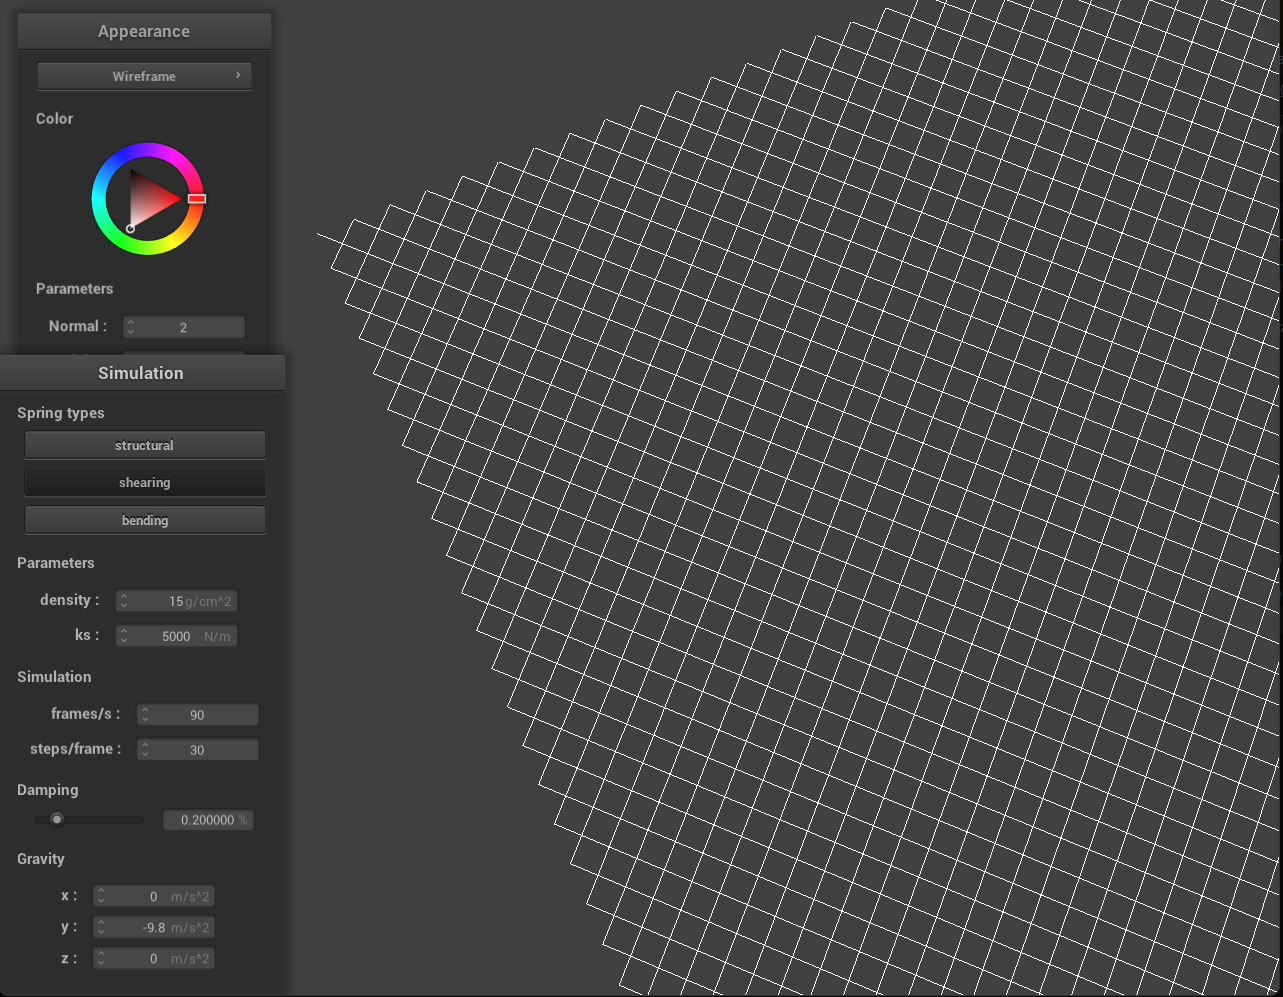 Appearance
Wireframe
Color
Parameters
Normal : 2
Simulation
Spring types
structural
shearing
bending
Parameters
density : 15 g/cm^2
ks : 5000 N/m
Simulation
frames/s : 90
steps/frame : 30
Damping
0.200000 %
Gravity
x : 0 m/s^2
y : -9.8 m/s^2
z : 0 m/s^2